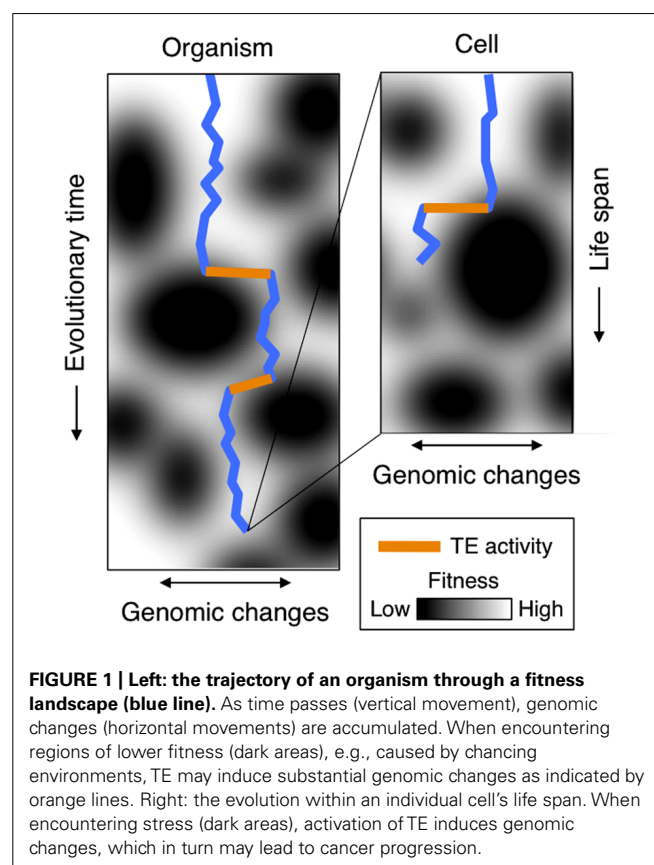 Organism
Cell
Evolutionary time
Life span
Genomic changes
Genomic changes
TE activity
Fitness
Low High
FIGURE 1 | Left: the trajectory of an organism through a fitness
landscape (blue line). As time passes (vertical movement), genomic
changes (horizontal movements) are accumulated. When encountering
regions of lower fitness (dark areas), e.g., caused by chancing
environments, TE may induce substantial genomic changes as indicated by
orange lines. Right: the evolution within an individual cell's life span. When
encountering stress (dark areas), activation of TE induces genomic
changes, which in turn may lead to cancer progression.